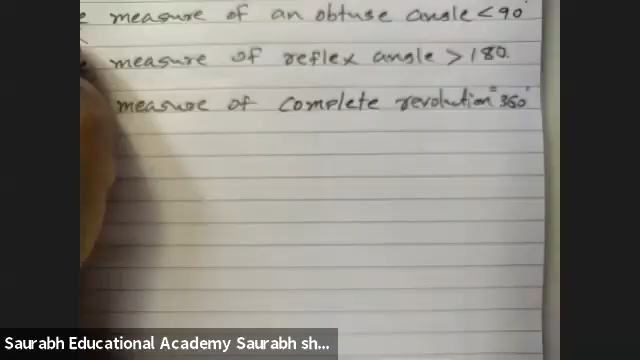 measure of an obtuse angle < 90°
measure of reflex angle > 180.
measure of complete revolution = 360°
Saurabh Educational Academy Saurabh sh...